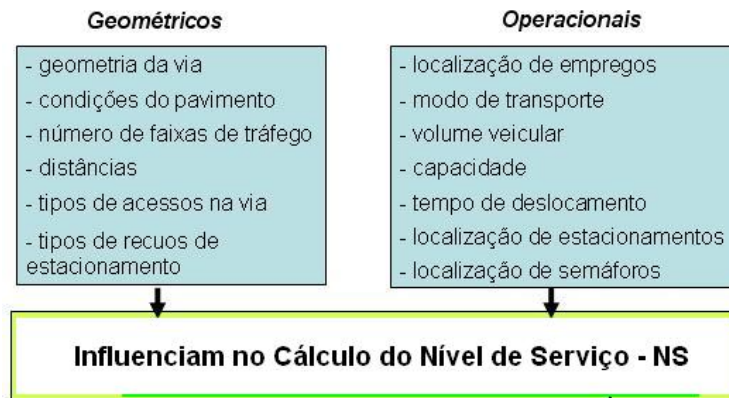 Geométricos
- geometria da via
- condições do pavimento
- número de faixas de tráfego
- distâncias
- tipos de acessos na via
- tipos de recuos de
estacionamento
Operacionais
- localização de empregos
- modo de transporte
- volume veicular
- capacidade
- tempo de deslocamento
- localização de estacionamentos
- localização de semáforos
Influenciam no Cálculo do Nível de Serviço - NS